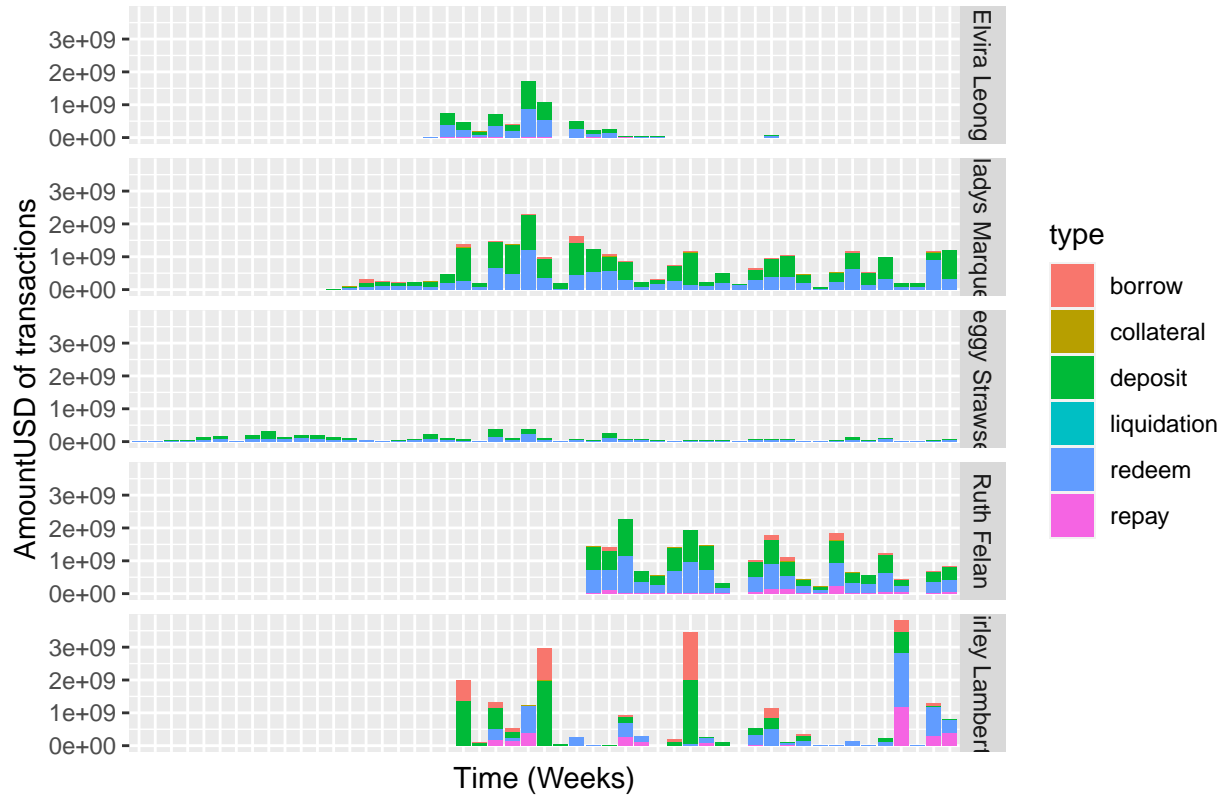 AmountUSD of transactions
3e+09
2e+09
1e+09
0e+00
Elvira Leong
3e+09
2e+09
1e+09
0e+00
ladys Marque
3e+09
2e+09
1e+09
0e+00
eggy Strawse
3e+09
2e+09
1e+09
0e+00
Ruth Felan
3e+09
2e+09
1e+09
0e+00
irley Lambert
Time (Weeks)
type
borrow
collateral
deposit
liquidation
redeem
repay